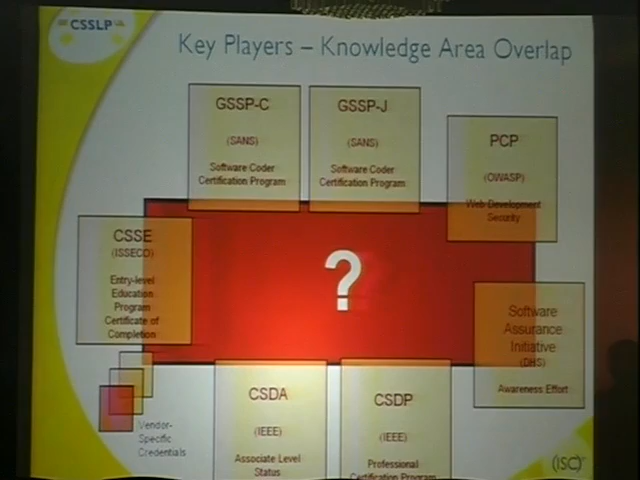 CSSLP
Key Players – Knowledge Area Overlap
GSSP-C
(SANS)
Software Coder
Certification Program
GSSP-J
(SANS)
Software Coder
Certification Program
PCP
(OWASP)
Web Development
Security
CSSE
(ISSECO)
Entry-level
Education
Program
Certificate of
Completion
?
Software
Assurance
Initiative
(DHS)
Awareness Effort
CSDA
(IEEE)
Associate Level
Status
CSDP
(IEEE)
Professional
Certification Program
Vendor-
Specific
Credentials
(ISC)